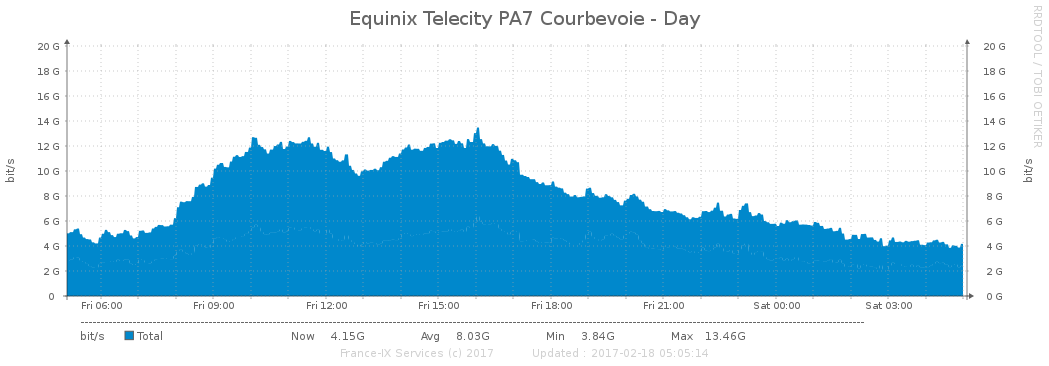 Equinix Telecity PA7 Courbevoie - Day
RRDTOOL / TOBI OETIKER
bit/s
20 G 20 G
18 G 18 G
16 G 16 G
14 G 14 G
12 G 12 G
10 G 10 G
8 G 8 G
6 G 6 G
4 G 4 G
2 G 2 G
0 0 G
bit/s
Fri 06:00 Fri 09:00 Fri 12:00 Fri 15:00 Fri 18:00 Fri 21:00 Sat 00:00 Sat 03:00
bit/s Total Now 4.15G Avg 8.03G Min 3.84G Max 13.46G
France-IX Services (c) 2017 Updated : 2017-02-18 05:05:14